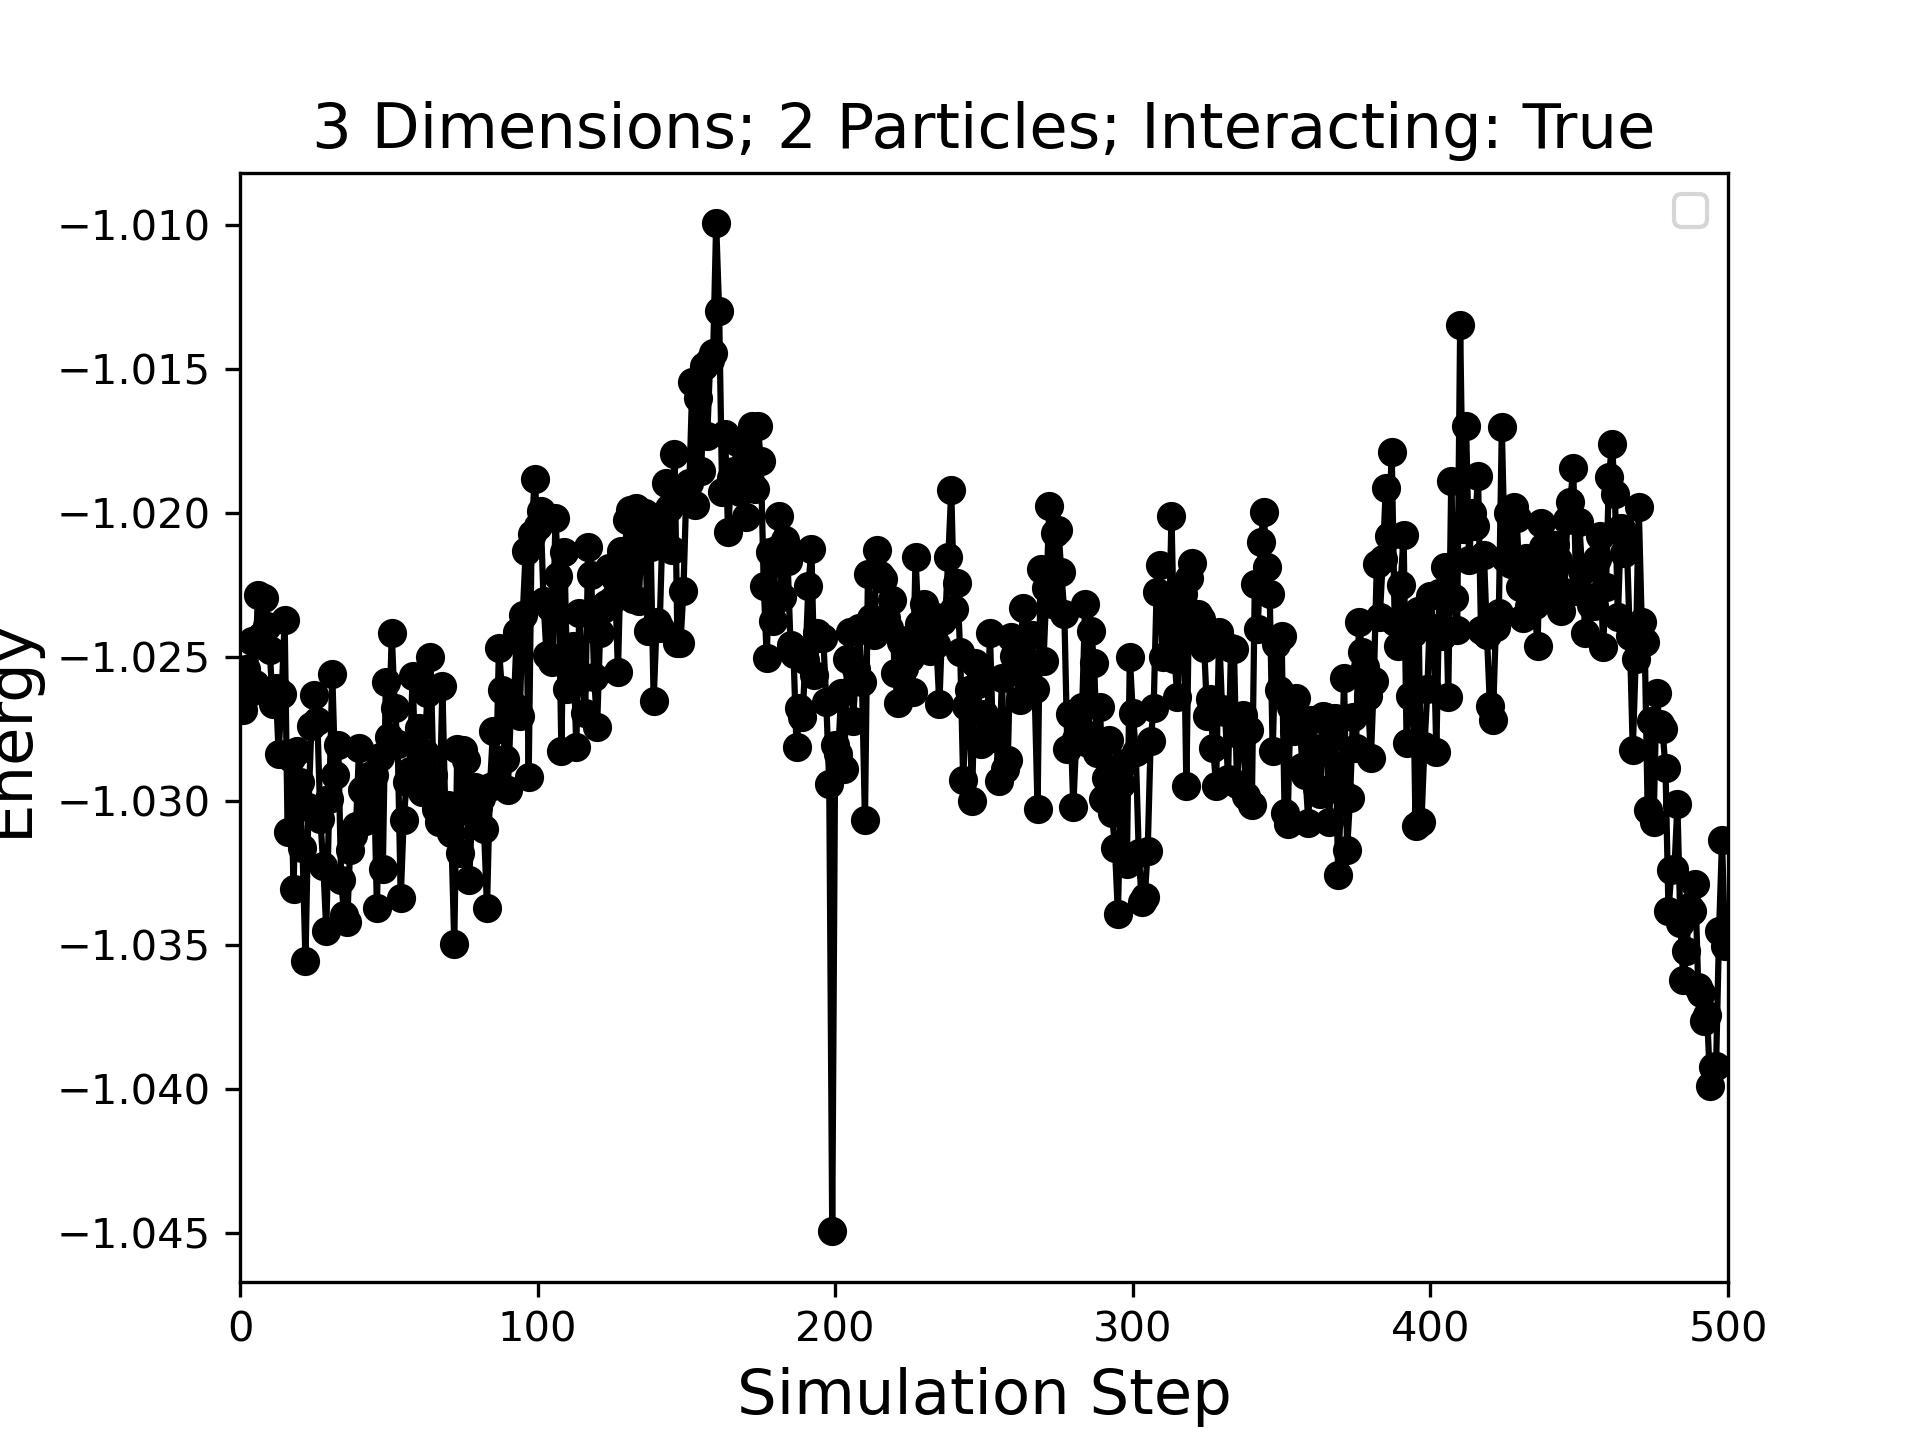 3 Dimensions; 2 Particles; Interacting: True
−1.010
−1.015
−1.020
−1.025
−1.030
−1.035
−1.040
−1.045
Energy
0 100 200 300 400 500
Simulation Step